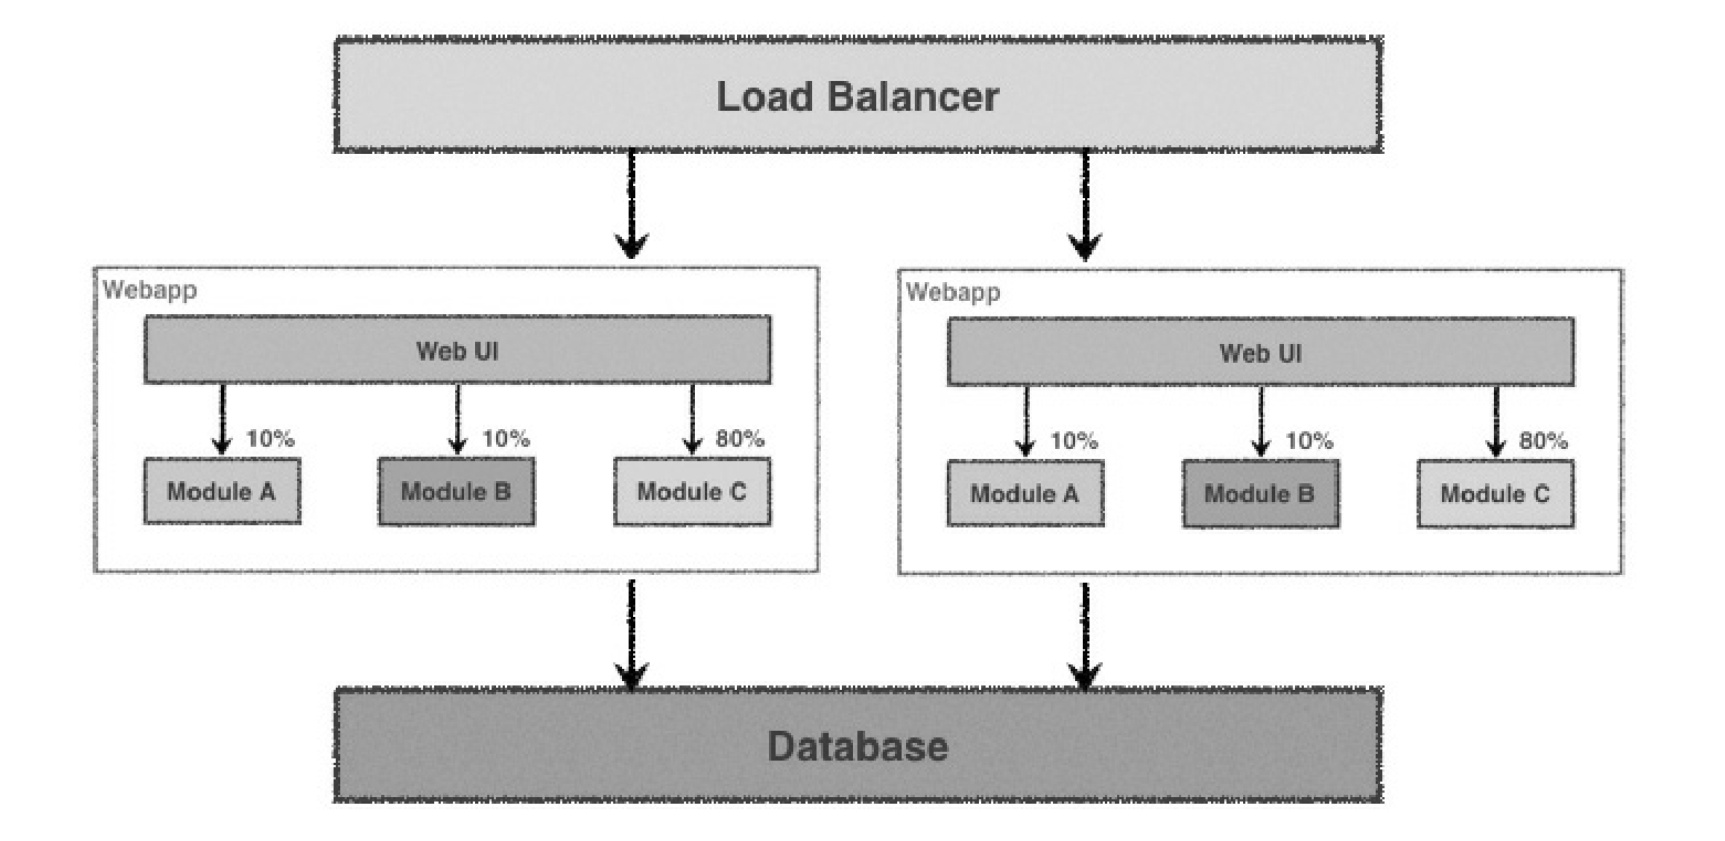 Load Balancer
Webapp
Web UI
10%
10%
80%
Module A
Module B
Module C
Webapp
Web UI
10%
10%
80%
Module A
Module B
Module C
Database